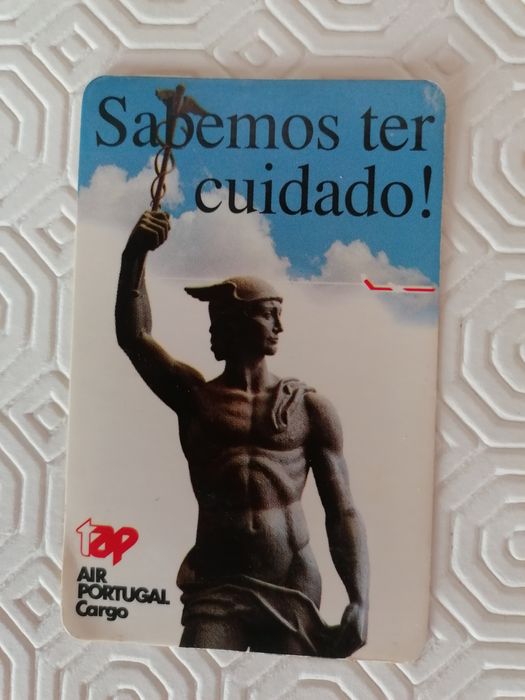 Sabemos ter
cuidado!
tap
AIR
PORTUGAL
Cargo